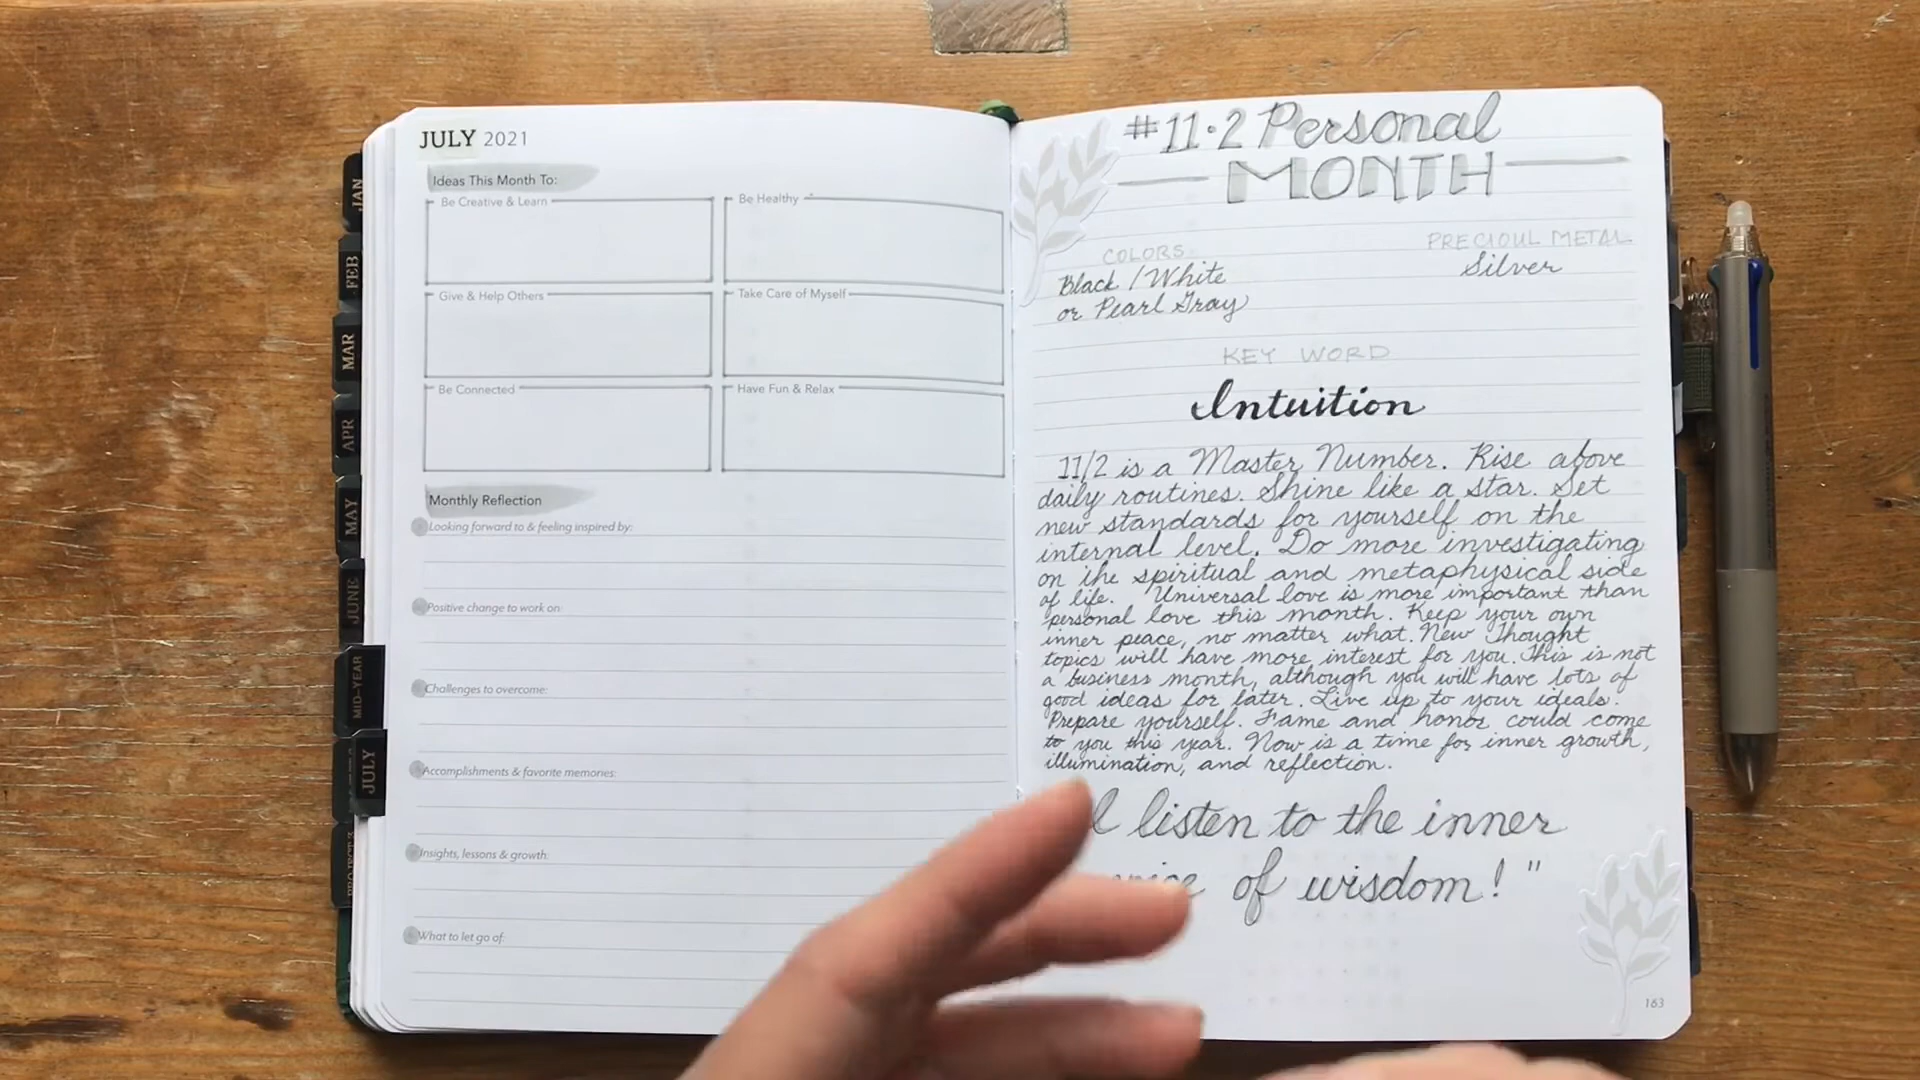 JULY 2021
Ideas This Month To:
Be Creative & Learn
Be Healthy
Give & Help Others
Take Care of Myself
Be Connected
Have Fun & Relax
Monthly Reflection
Looking forward to & feeling inspired by:
Positive change to work on:
Challenges to overcome:
Accomplishments & favorite memories:
Insights, lessons & growth:
What to let go of:
JAN
FEB
MAR
APR
MAY
JUNE
MID-YEAR
JULY
#11·2 Personal
MONTH
COLORS
Black / White
or Pearl Gray
PRECIOUL METAL
Silver
KEY WORD
Intuition
11/2 is a Master Number. Rise above
daily routines. Shine like a star. Set
new standards for yourself on the
internal level. Do more investigating
on the spiritual and metaphysical side
of life. Universal love is more important than
personal love this month. Keep your own
inner peace, no matter what. New Thought
topics will have more interest for you. This is not
a business month, although you will have lots of
good ideas for later. Live up to your ideals.
Prepare yourself. Fame and honor could come
to you this year. Now is a time for inner growth,
illumination, and reflection.
I listen to the inner
of wisdom! "
163